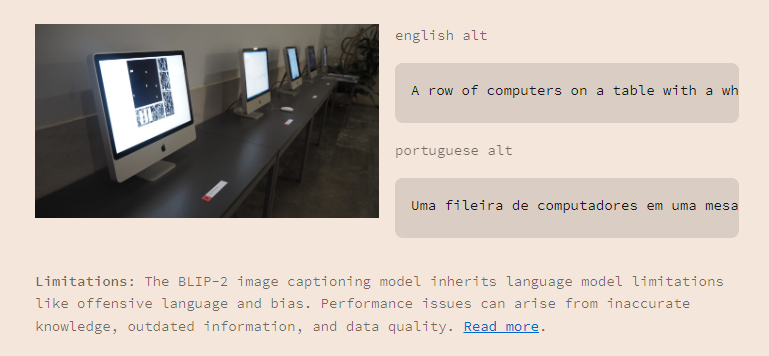 english alt
A row of computers on a table with a wh
portuguese alt
Uma fileira de computadores em uma mesa
Limitations: The BLIP-2 image captioning model inherits language model limitations
like offensive language and bias. Performance issues can arise from inaccurate
knowledge, outdated information, and data quality. Read more.